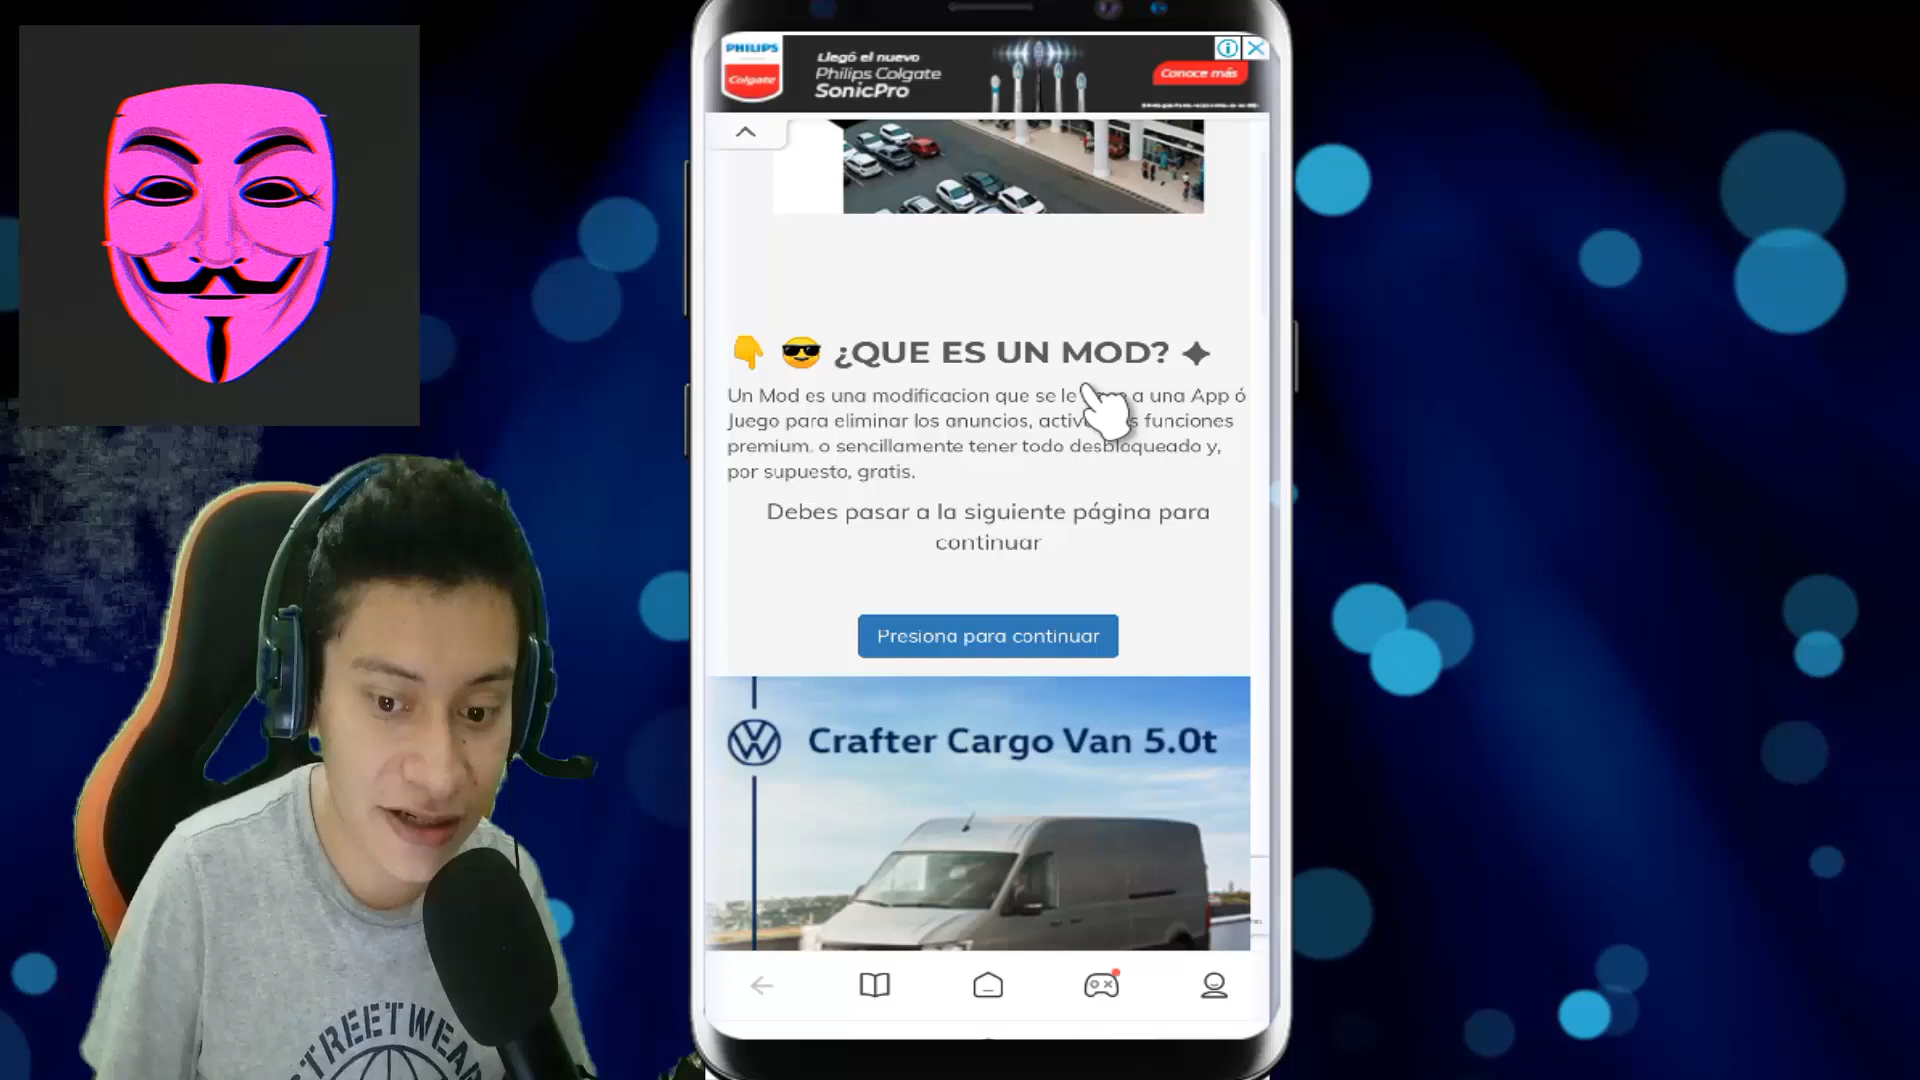 PHILIPS
Colgate
Llegó el nuevo
Philips Colgate
SonicPro
Conoce más
¿QUE ES UN MOD?
Un Mod es una modificacion que se le a una App ó
Juego para eliminar los anuncios, funciones
premium. o sencillamente tener todo desbloqueado y,
por supuesto, gratis.
Debes pasar a la siguiente página para
continuar
Presiona para continuar
Crafter Cargo Van 5.0t
STREETWEAR